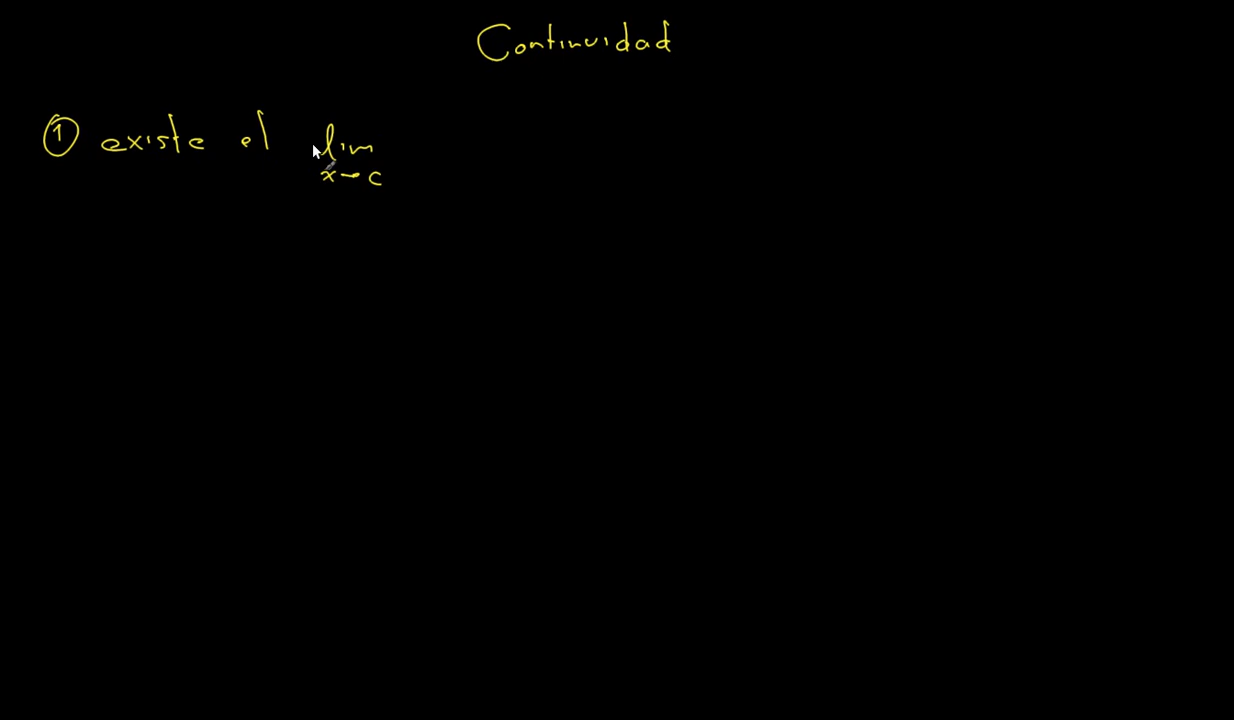 Continuidad
① existe el lim
x→c